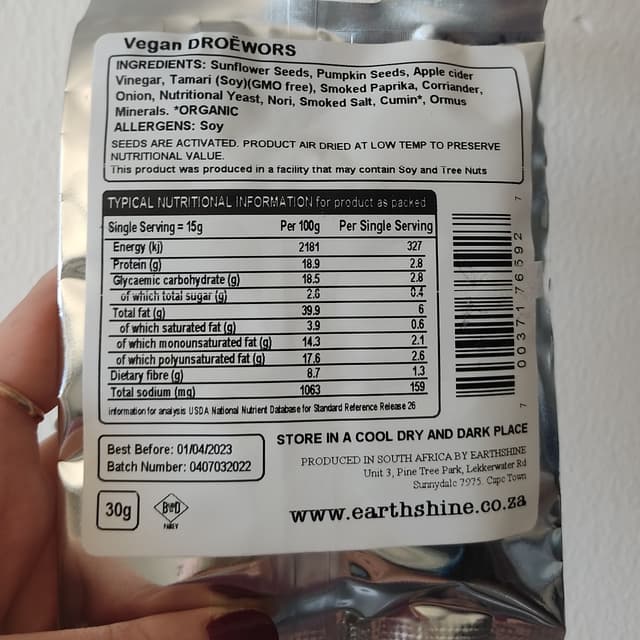 Vegan DROËWORS
INGREDIENTS: Sunflower Seeds, Pumpkin Seeds, Apple cider
Vinegar, Tamari (Soy)(GMO free), Smoked Paprika, Corriander,
Onion, Nutritional Yeast, Nori, Smoked Salt, Cumin*, Ormus
Minerals. *ORGANIC
ALLERGENS: Soy
SEEDS ARE ACTIVATED. PRODUCT AIR DRIED AT LOW TEMP TO PRESERVE
NUTRITIONAL VALUE.
This product was produced in a facility that may contain Soy and Tree Nuts
TYPICAL NUTRITIONAL INFORMATION for product as packed
Single Serving = 15g Per 100g Per Single Serving
Energy (kj) 2181 327
Protein (g) 18.9 2.8
Glycaemic carbohydrate (g) 18.5 2.8
of which total sugar (g) 2.6 0.4
Total fat (g) 39.9 6
of which saturated fat (g) 3.9 0.6
of which monounsaturated fat (g) 14.3 2.1
of which polyunsaturated fat (g) 17.6 2.6
Dietary fibre (g) 8.7 1.3
Total sodium (mg) 1063 159
information for analysis USDA National Nutrient Database for Standard Reference Release 26
7 00371 76592 7
Best Before: 01/04/2023
Batch Number: 0407032022
STORE IN A COOL DRY AND DARK PLACE
PRODUCED IN SOUTH AFRICA BY EARTHSHINE
Unit 3, Pine Tree Park, Lekkerwater Rd
Sunnydale 7975. Cape Town
30g
PAREV
www.earthshine.co.za